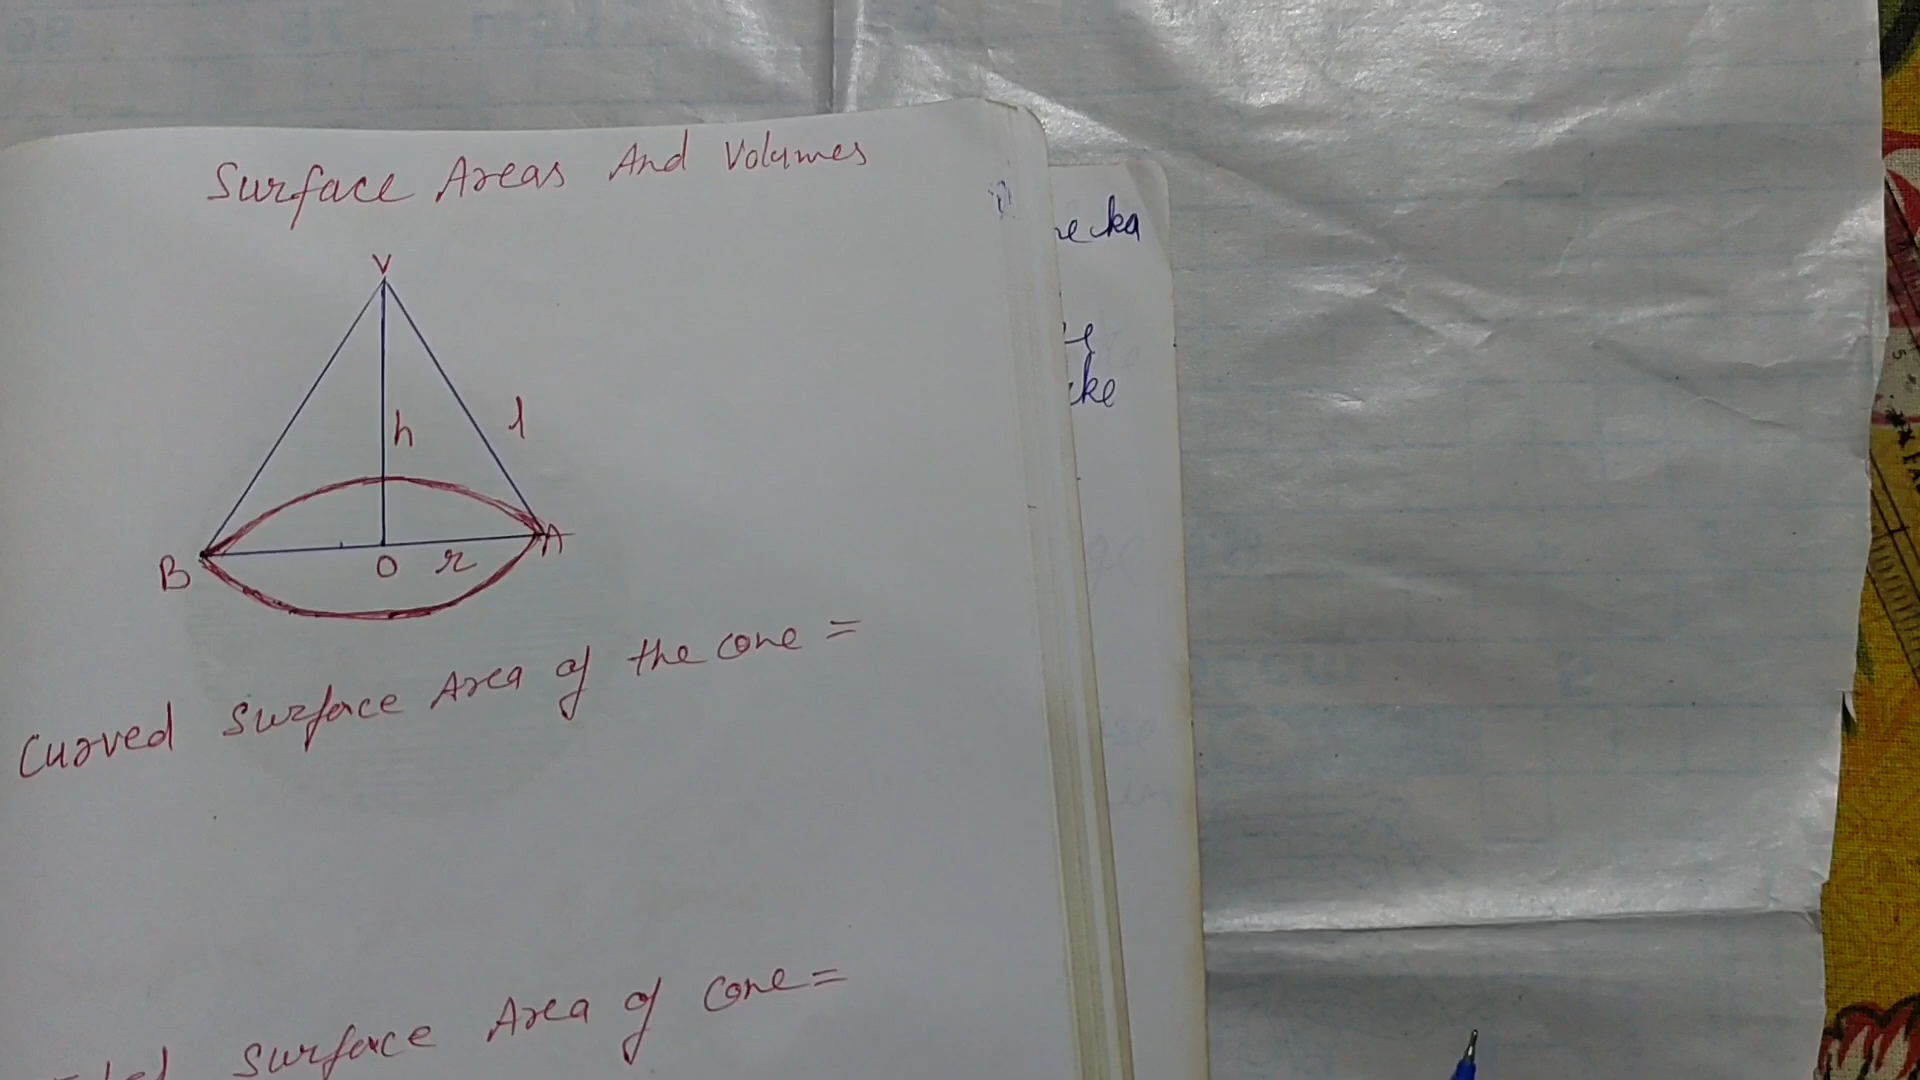 Surface Areas And Volumes
V
h l
B O r A
Curved Surface Area of the cone =
Surface Area of Cone =